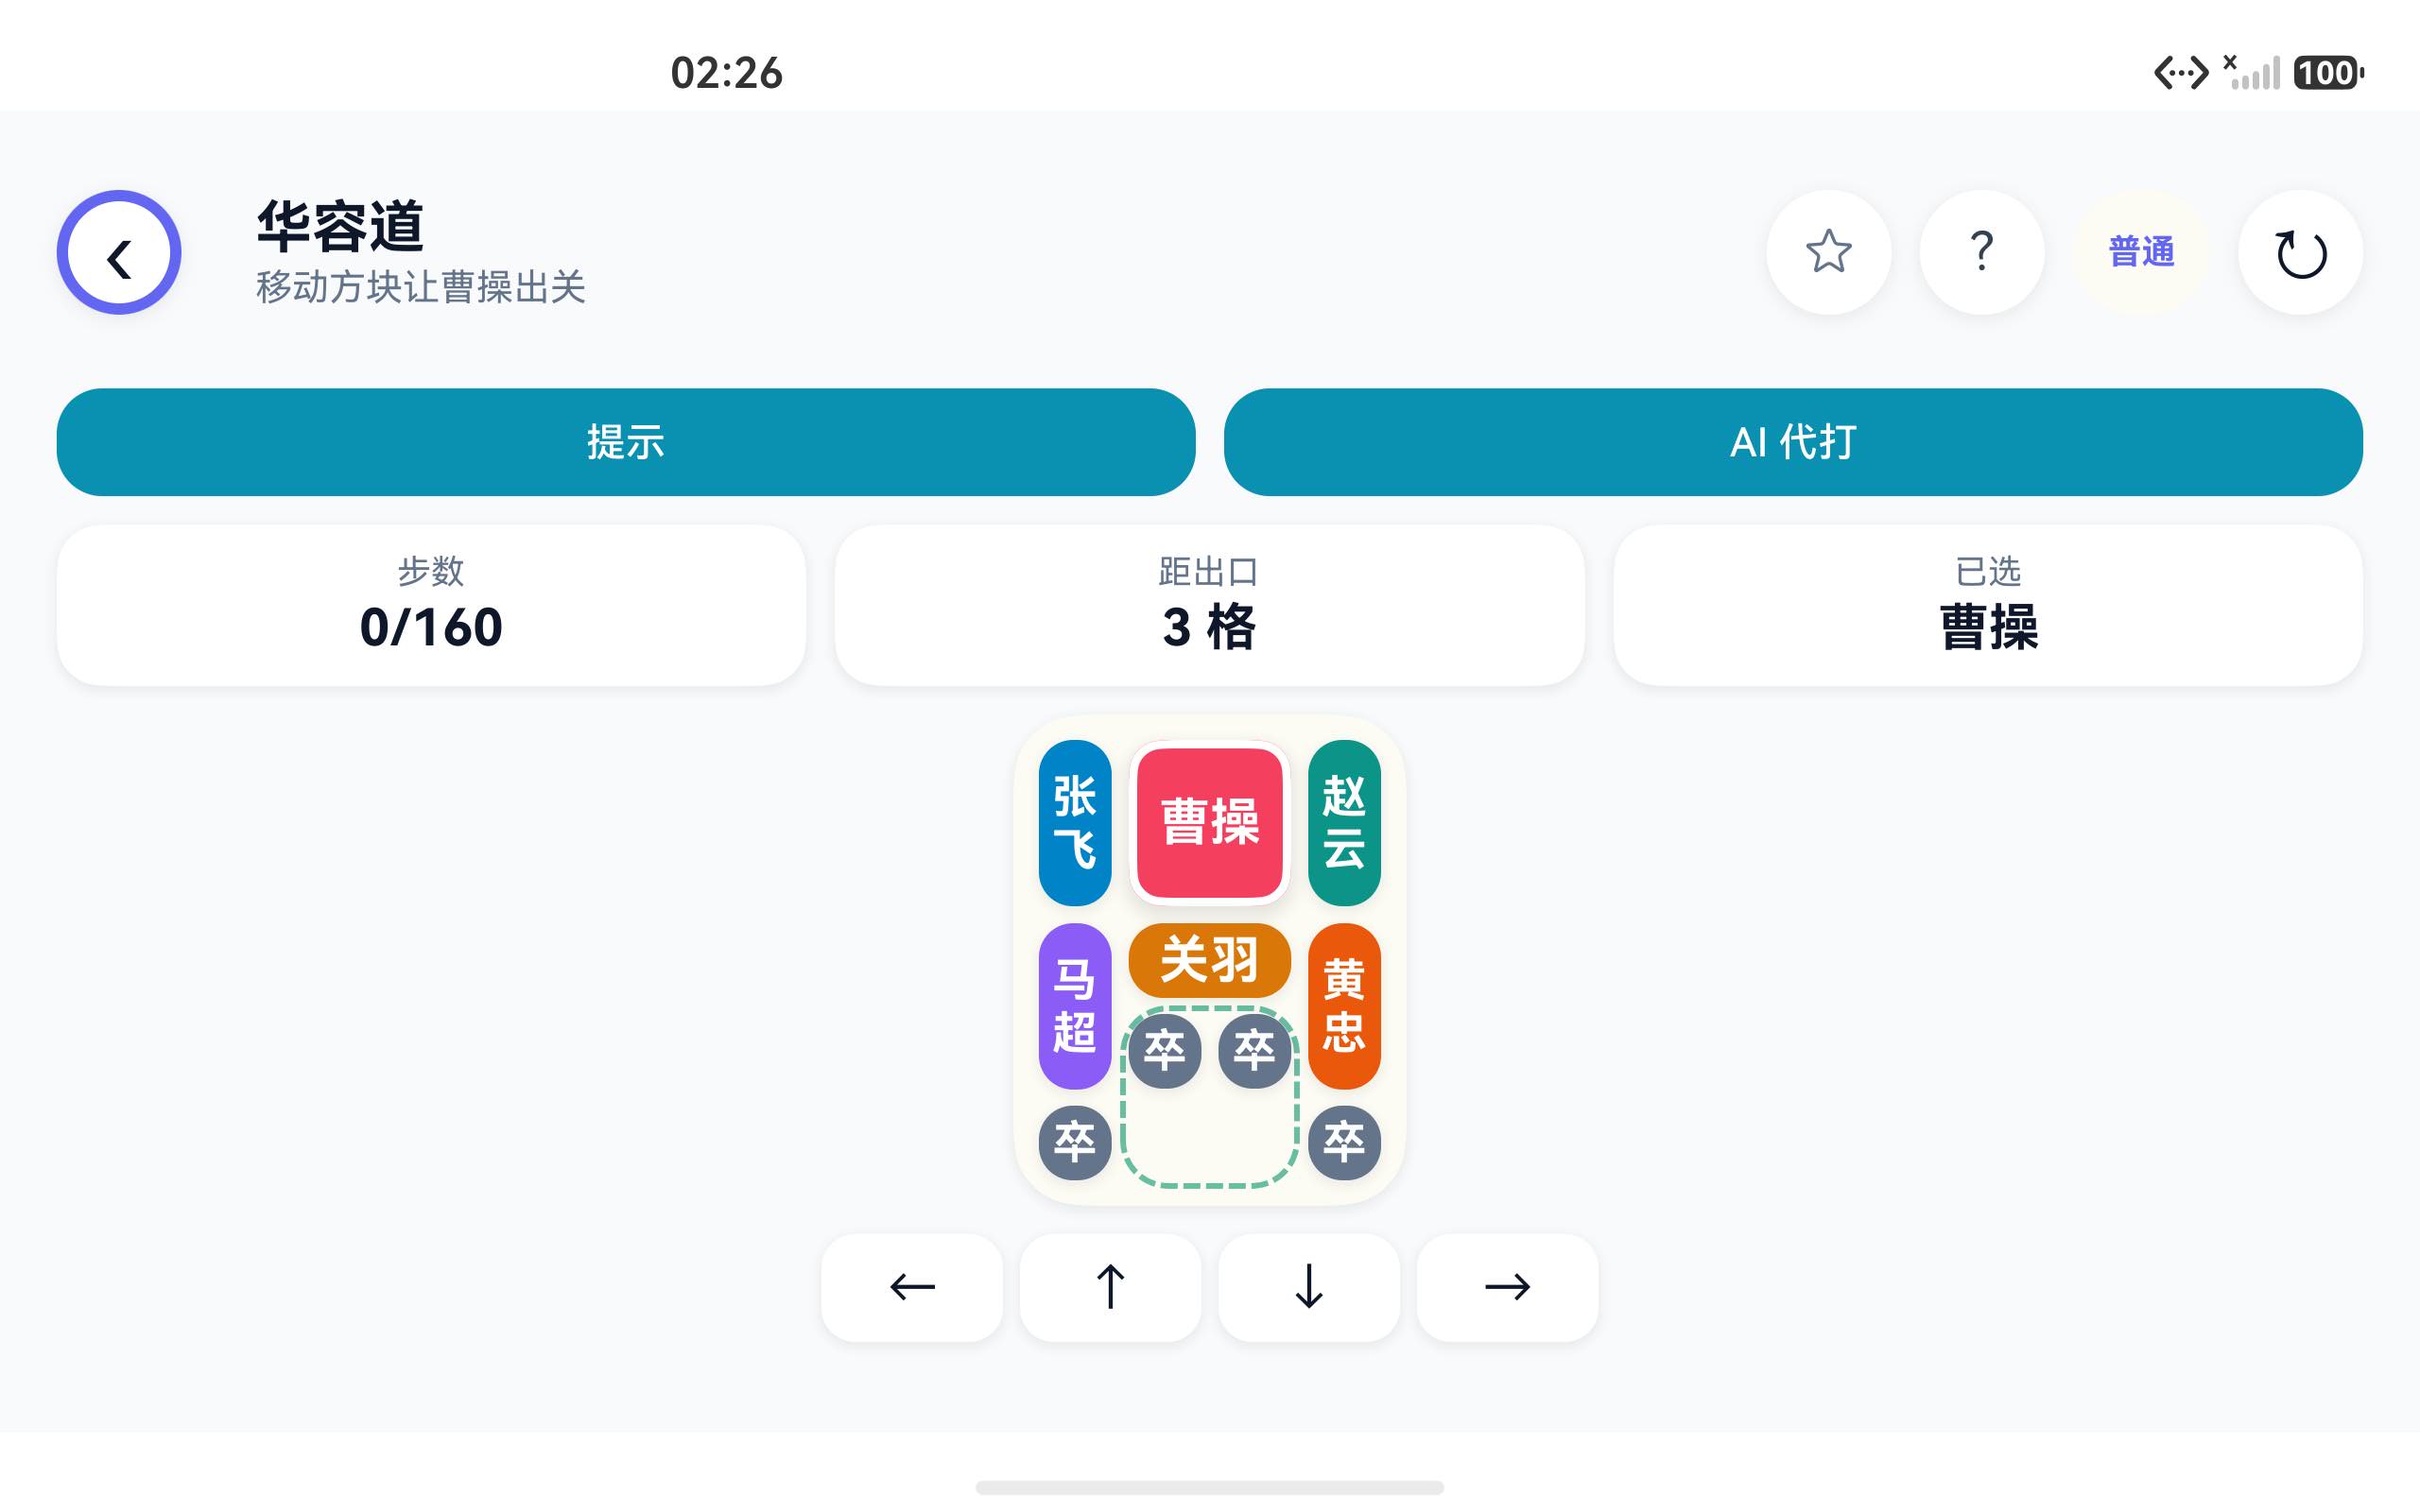 02:26
100
华容道
移动方块让曹操出关
?
普通
提示
AI 代打
步数
0/160
距出口
3 格
已选
曹操
张飞
曹操
赵云
马超
关羽
黄忠
卒
卒
卒
卒
← ↑ ↓ →